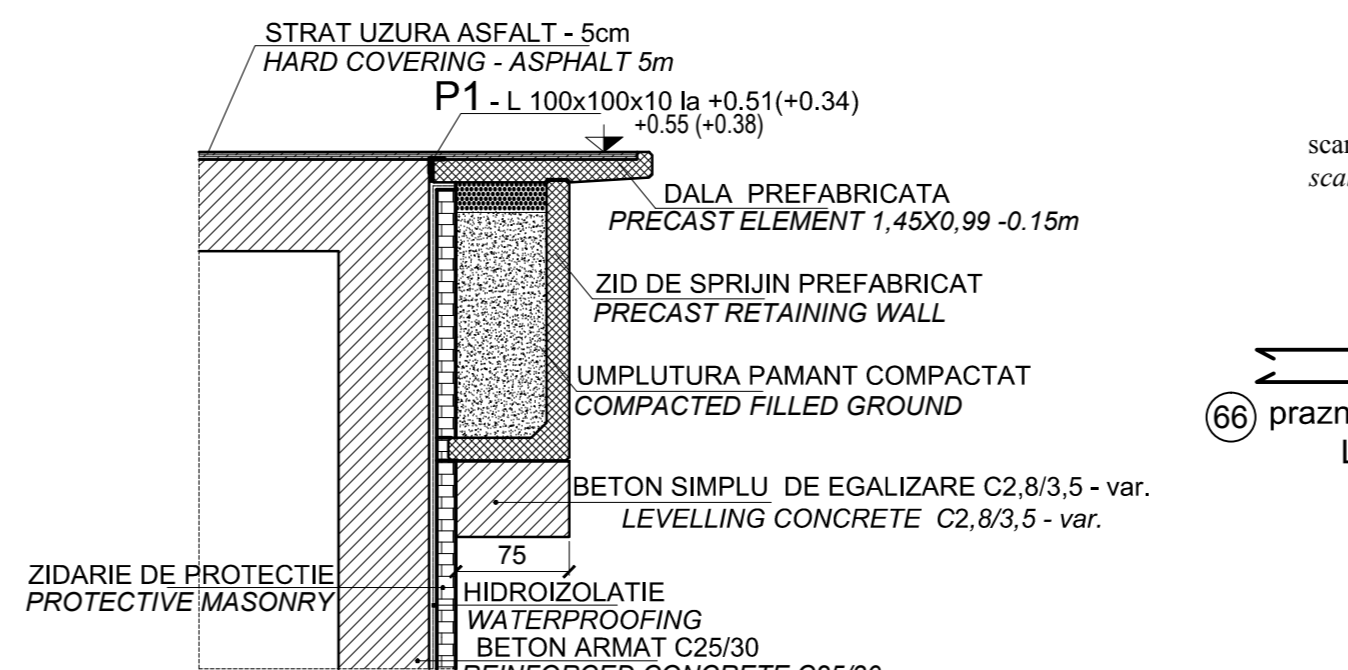 STRAT UZURA ASFALT - 5cm
HARD COVERING - ASPHALT 5m
P1 - L 100x100x10 la +0.51(+0.34)
+0.55 (+0.38)
DALA PREFABRICATA
PRECAST ELEMENT 1,45X0,99 -0.15m
ZID DE SPRIJIN PREFABRICAT
PRECAST RETAINING WALL
UMPLUTURA PAMANT COMPACTAT
COMPACTED FILLED GROUND
66
BETON SIMPLU DE EGALIZARE C2,8/3,5 - var.
LEVELLING CONCRETE C2,8/3,5 - var.
75
ZIDARIE DE PROTECTIE
PROTECTIVE MASONRY
HIDROIZOLATIE
WATERPROOFING
BETON ARMAT C25/30
REINFORCED CONCRETE